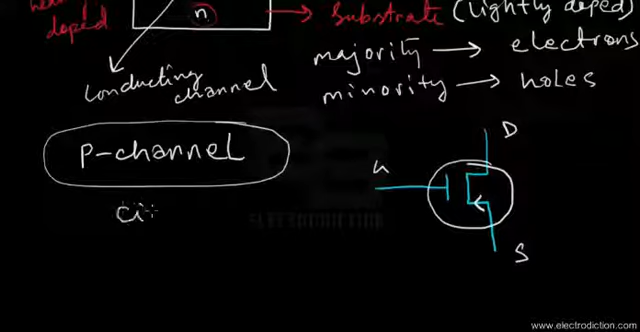 doped
n
Substrate (lightly doped)
majority → electrons
minority → holes
conducting
channel
P-channel
D
G
S
www.electrodiction.com